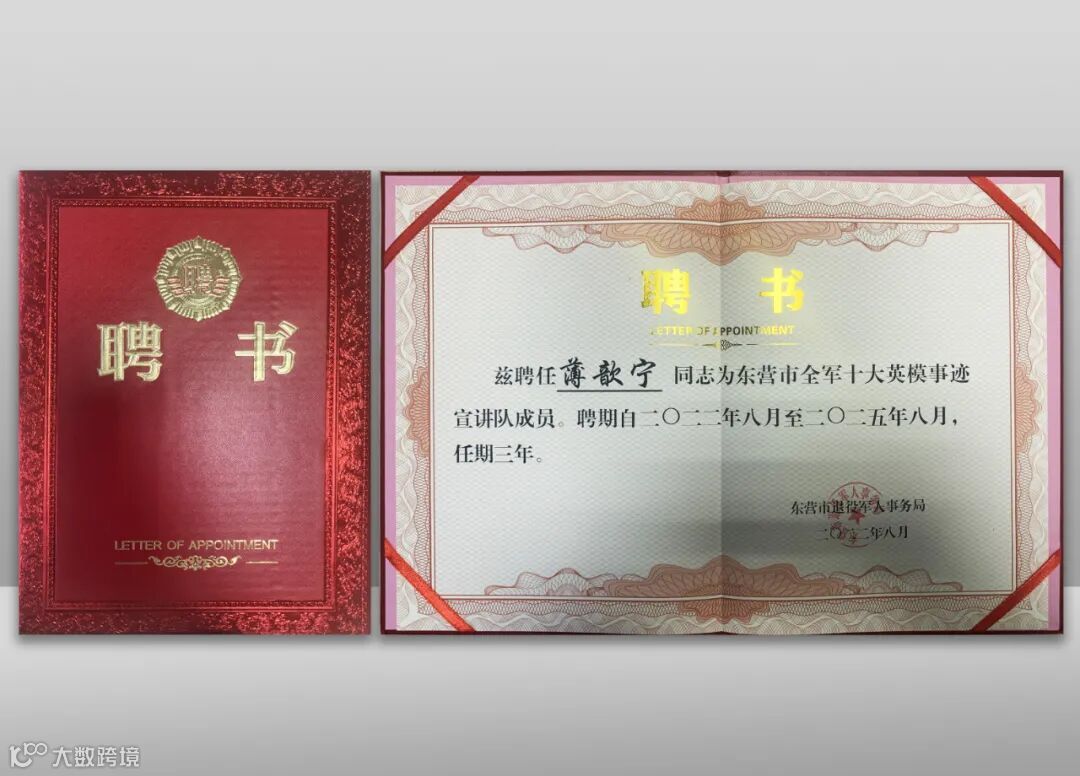 聘
聘 书
LETTER OF APPOINTMENT
聘 书
LETTER OF APPOINTMENT
兹聘任薄歆宁 同志为东营市全军十大英模事迹
宣讲队成员。聘期自二〇二二年八月至二〇二五年八月，
任期三年。
东营市退役军人事务局
二〇二二年八月
大数跨境